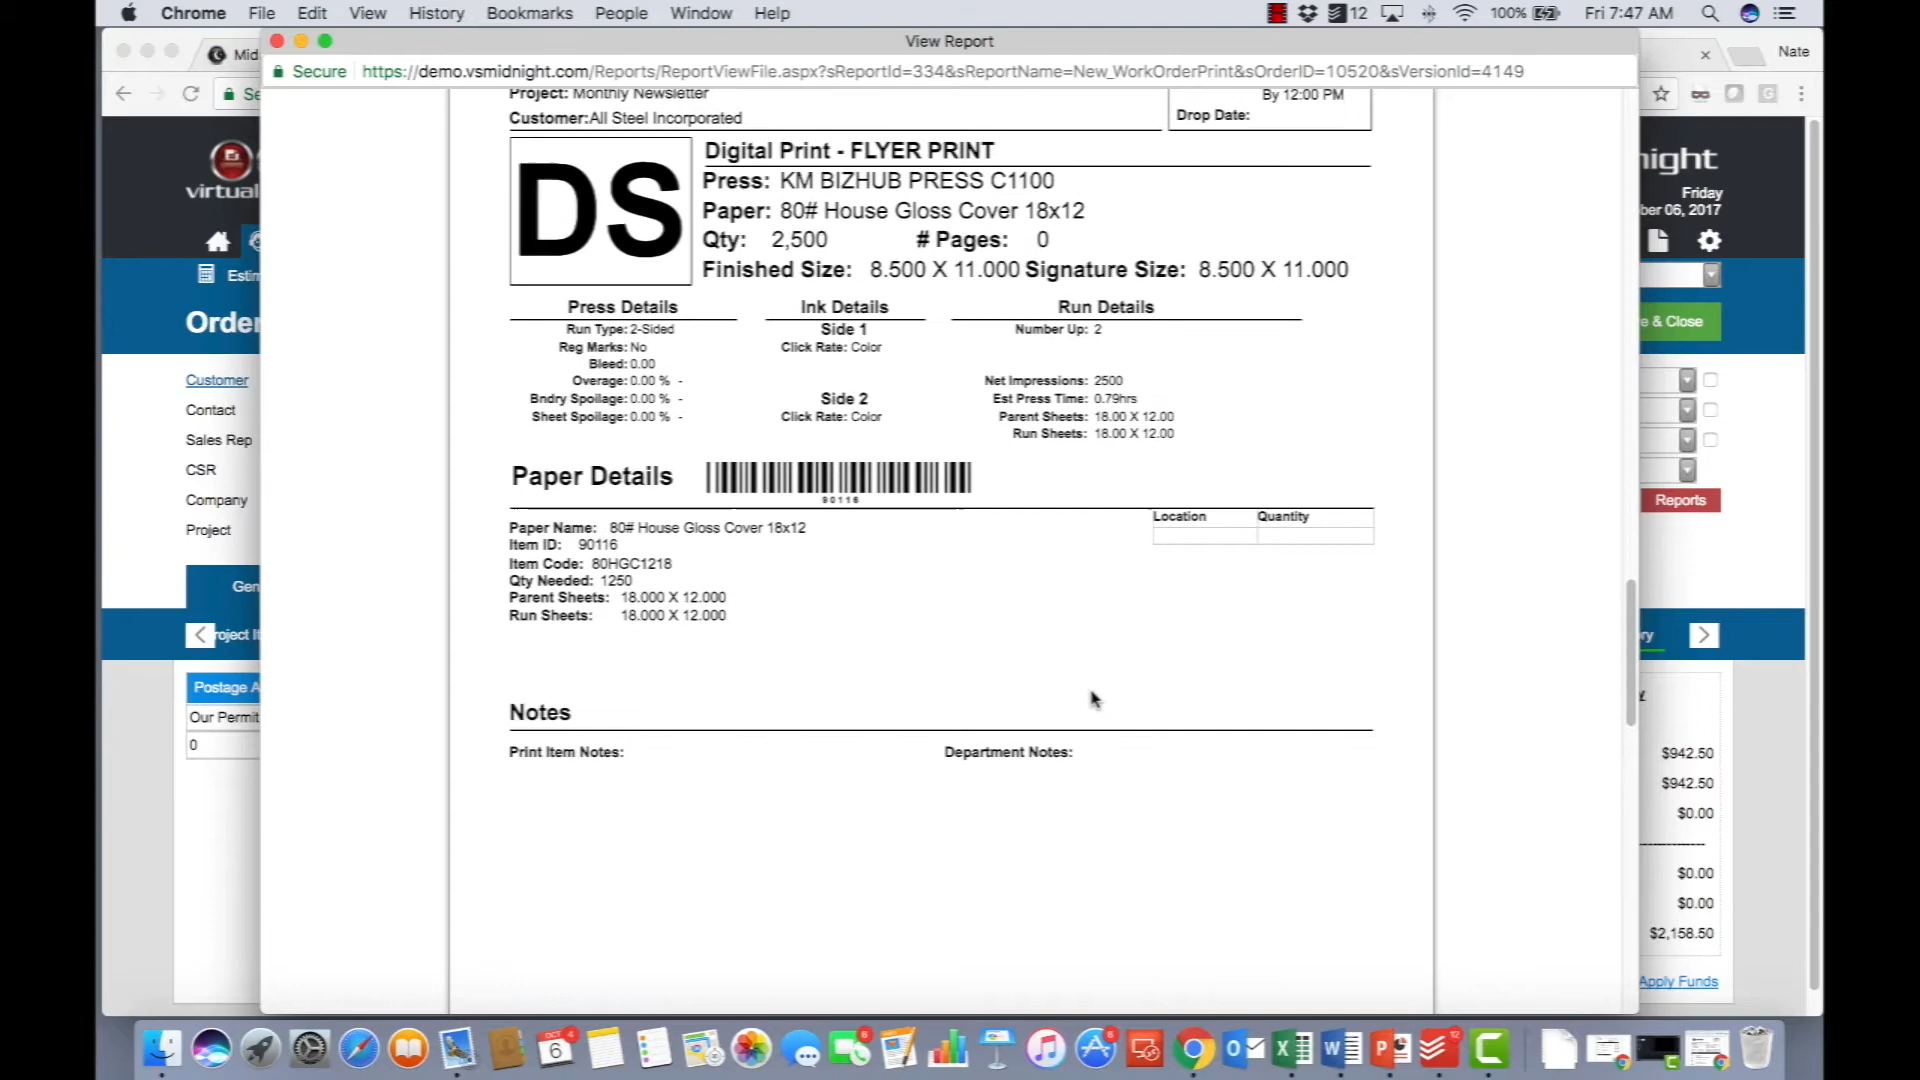 Chrome File Edit View History Bookmarks People Window Help 12 100% Fri 7:47 AM
View Report
Mid
Nate
Secure https://demo.vsmidnight.com/Reports/ReportViewFile.aspx?sReportId=334&sReportName=New_WorkOrderPrint&sOrderID=10520&sVersionId=4149
Se
Project: Monthly Newsletter
By 12:00 PM
Customer:All Steel Incorporated
Drop Date:
DS
Digital Print - FLYER PRINT
Press: KM BIZHUB PRESS C1100
Paper: 80# House Gloss Cover 18x12
Qty: 2,500 # Pages: 0
Finished Size: 8.500 X 11.000 Signature Size: 8.500 X 11.000
Press Details Ink Details Run Details
Run Type: 2-Sided Side 1 Number Up: 2
Reg Marks: No Click Rate: Color
Bleed: 0.00
Overage: 0.00 % - Net Impressions: 2500
Bndry Spoilage: 0.00 % - Side 2 Est Press Time: 0.79hrs
Sheet Spoilage: 0.00 % - Click Rate: Color Parent Sheets: 18.00 X 12.00
Run Sheets: 18.00 X 12.00
Paper Details
90116
Location Quantity
Paper Name: 80# House Gloss Cover 18x12
Item ID: 90116
Item Code: 80HGC1218
Qty Needed: 1250
Parent Sheets: 18.000 X 12.000
Run Sheets: 18.000 X 12.000
Notes
Print Item Notes: Department Notes:
virtual
Estim
Order
Customer
Contact
Sales Rep
CSR
Company
Project
Gen
roject It
Postage A
Our Permit
0
night
Friday
ber 06, 2017
e & Close
Reports
ry
$942.50
$942.50
$0.00
$0.00
$0.00
$2,158.50
Apply Funds